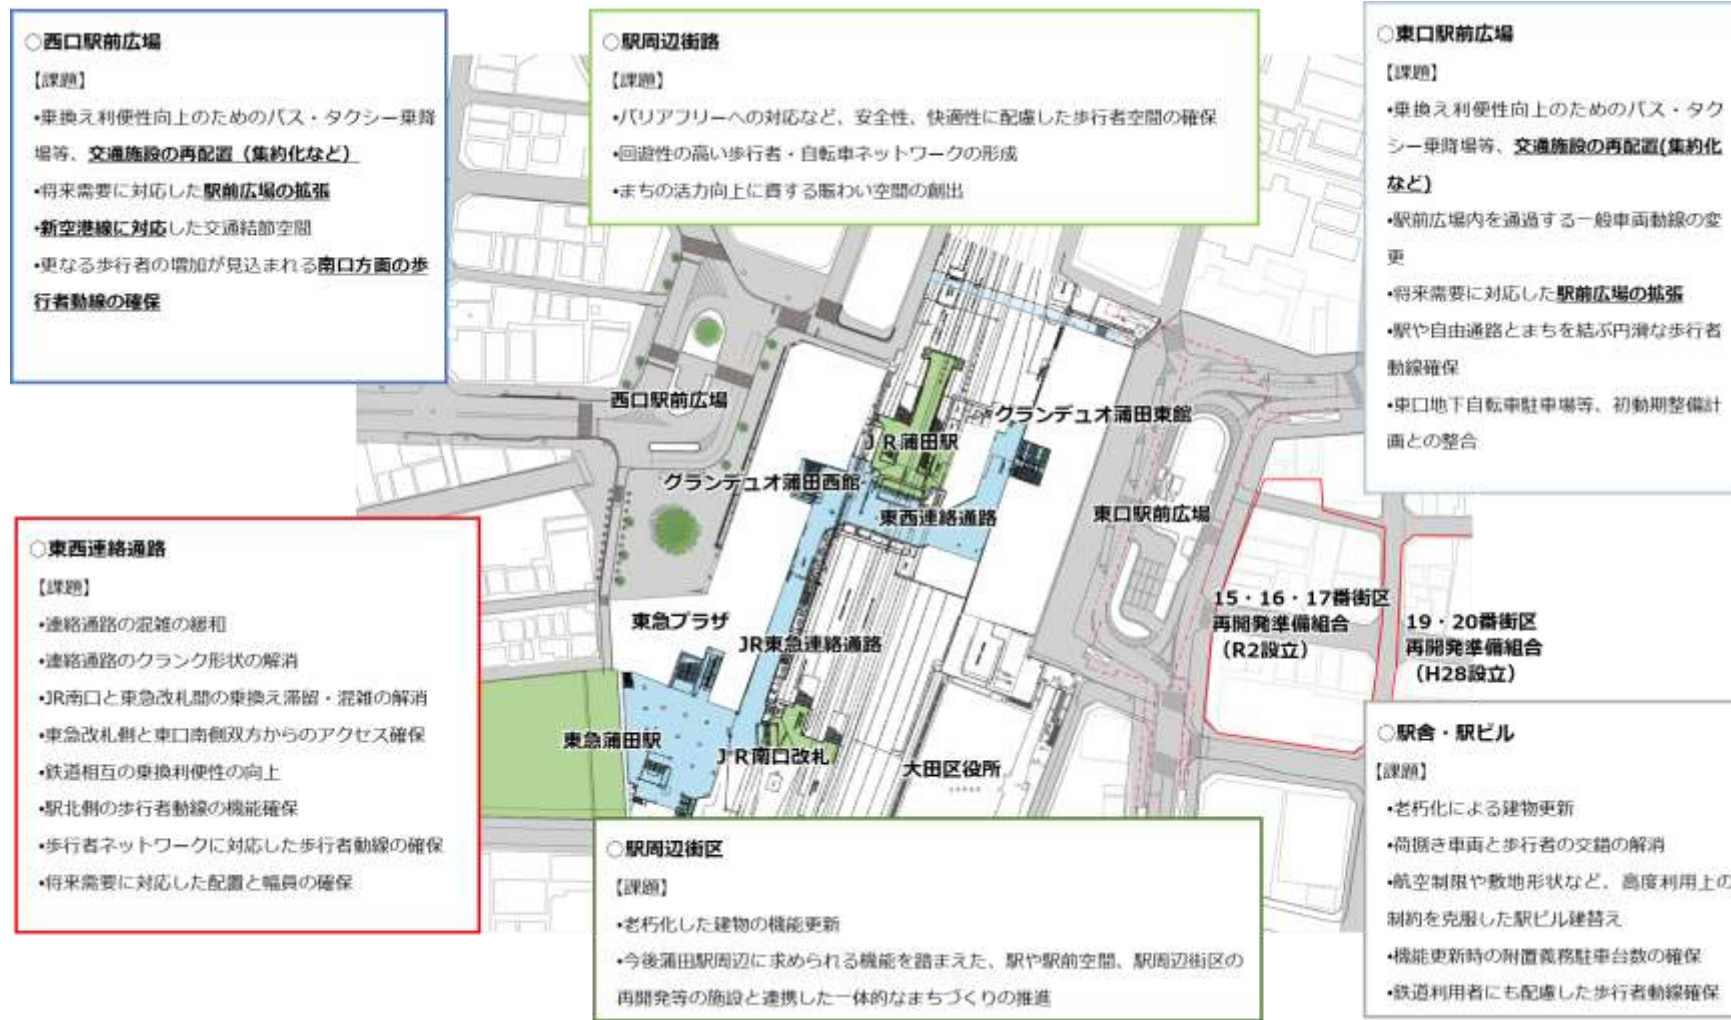 ○西口駅前広場
【課題】
•乗換え利便性向上のためのバス・タクシー乗降
場等、交通施設の再配置（集約化など）
•将来需要に対応した駅前広場の拡張
•新空港線に対応した交通結節空間
•更なる歩行者の増加が見込まれる南口方面の歩
行者動線の確保
○駅周辺街路
【課題】
•バリアフリーへの対応など、安全性、快適性に配慮した歩行者空間の確保
•回遊性の高い歩行者・自転車ネットワークの形成
•まちの活力向上に資する賑わい空間の創出
○東口駅前広場
【課題】
•乗換え利便性向上のためのバス・タク
シー乗降場等、交通施設の再配置(集約化
など)
•駅前広場内を通過する一般車両動線の変
更
•将来需要に対応した駅前広場の拡張
•駅や自由通路とまちを結ぶ円滑な歩行者
動線確保
•東口地下自転車駐車場等、初動期整備計
画との整合
西口駅前広場
グランデュオ蒲田東館
ＪＲ蒲田駅
グランデュオ蒲田西館
東西連絡通路
東口駅前広場
東急プラザ
JR東急連絡通路
東急蒲田駅
ＪＲ南口改札
大田区役所
15・16・17番街区
再開発準備組合
（R2設立）
19・20番街区
再開発準備組合
（H28設立）
○東西連絡通路
【課題】
•連絡通路の混雑の緩和
•連絡通路のクランク形状の解消
•JR南口と東急改札間の乗換え滞留・混雑の解消
•東急改札側と東口南側双方からのアクセス確保
•鉄道相互の乗換利便性の向上
•駅北側の歩行者動線の機能確保
•歩行者ネットワークに対応した歩行者動線の確保
•将来需要に対応した配置と幅員の確保
○駅周辺街区
【課題】
•老朽化した建物の機能更新
•今後蒲田駅周辺に求められる機能を踏まえた、駅や駅前空間、駅周辺街区の
再開発等の施設と連携した一体的なまちづくりの推進
○駅舎・駅ビル
【課題】
•老朽化による建物更新
•荷捌き車両と歩行者の交錯の解消
•航空制限や敷地形状など、高度利用上の
制約を克服した駅ビル建替え
•機能更新時の附置義務駐車台数の確保
•鉄道利用者にも配慮した歩行者動線確保